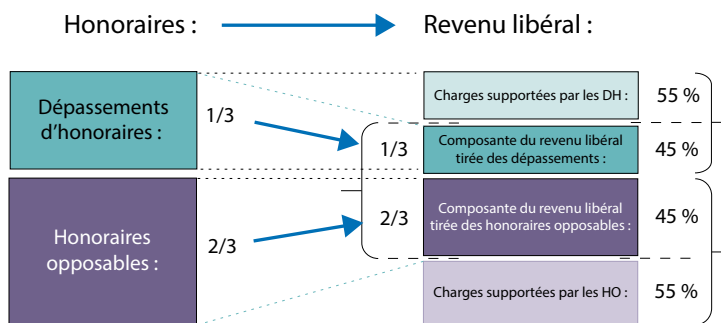 Honoraires :
Revenu libéral :
Dépassements
d'honoraires :
1/3
Charges supportées par les DH :
55 %
1/3
Composante du revenu libéral
tirée des dépassements :
45 %
Honoraires
opposables :
2/3
2/3
Composante du revenu libéral
tirée des honoraires opposables :
45 %
Charges supportées par les HO :
55 %